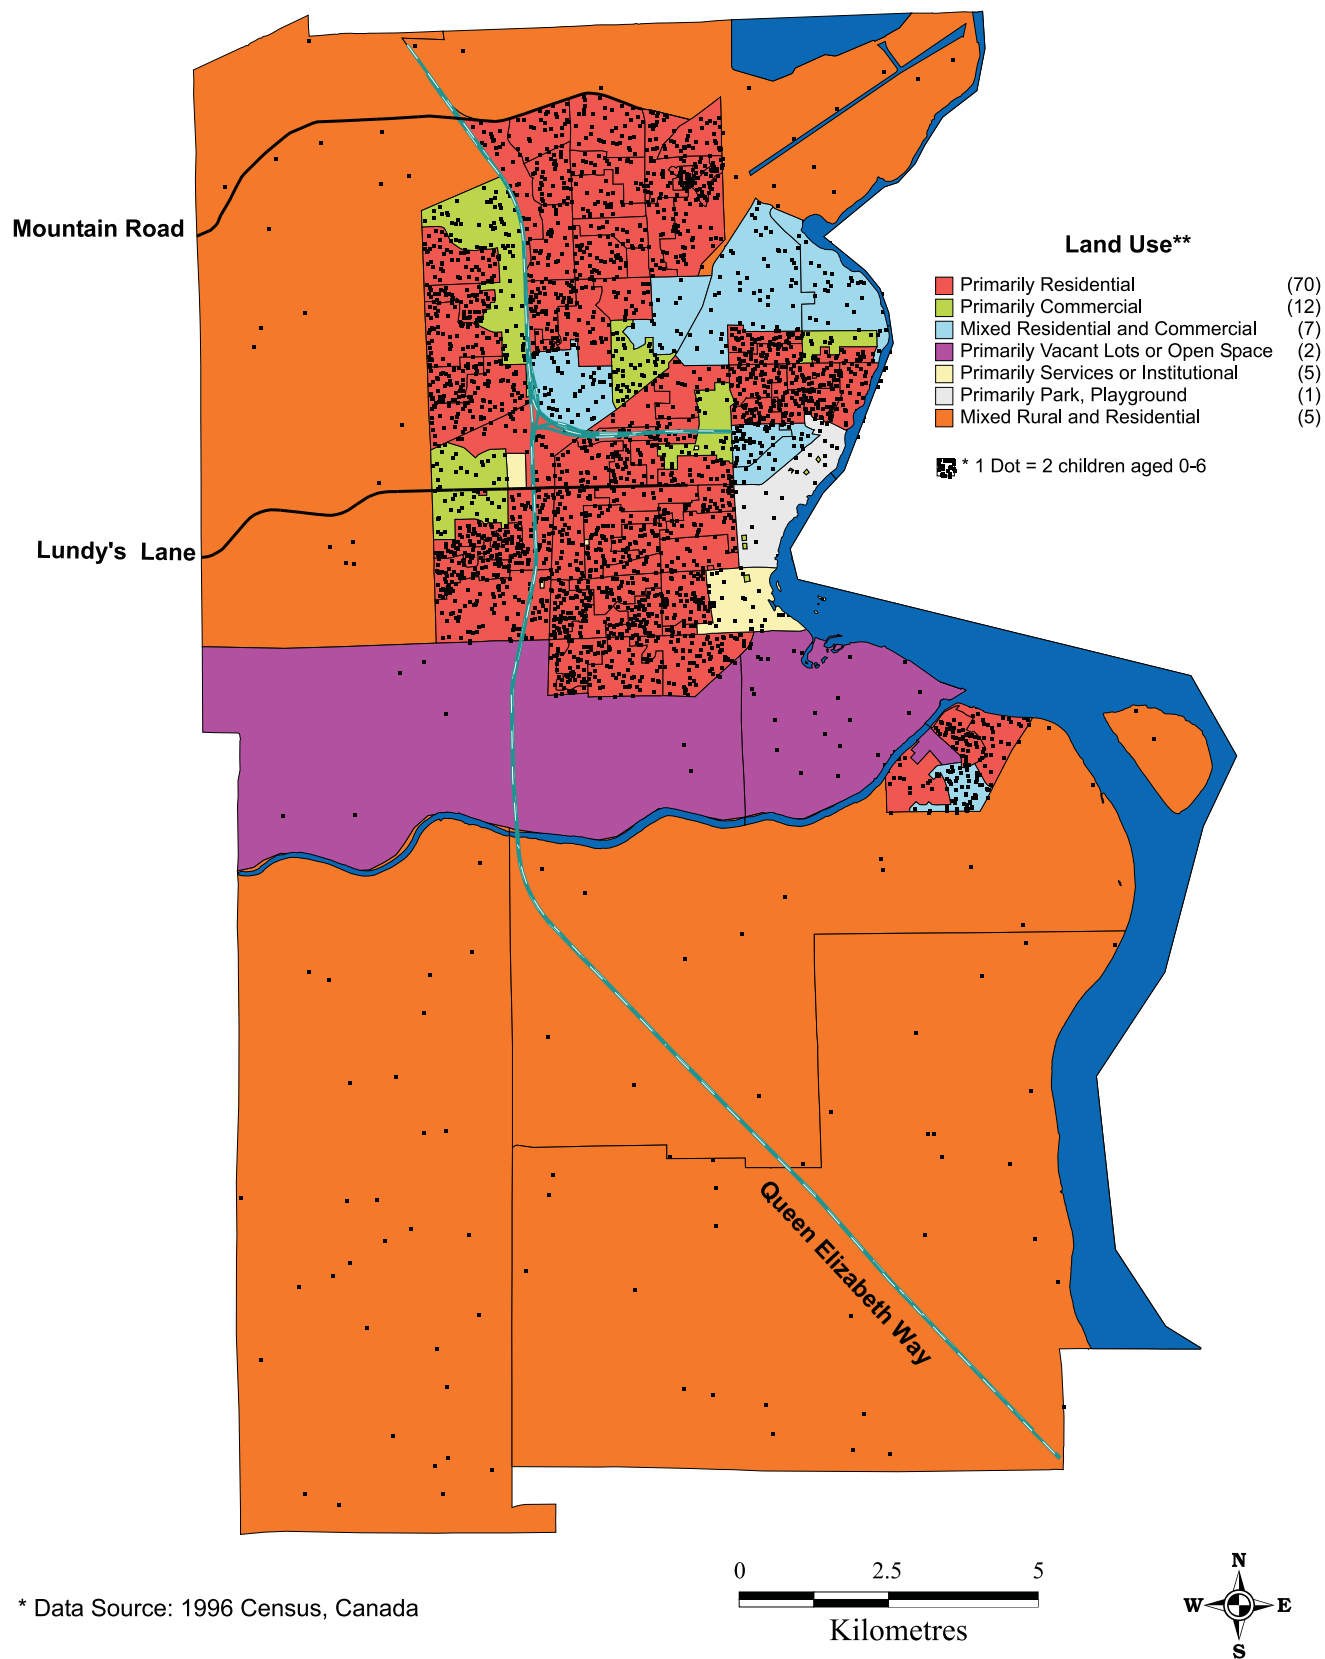 Mountain Road
Land Use**
Primarily Residential (70)
Primarily Commercial (12)
Mixed Residential and Commercial (7)
Primarily Vacant Lots or Open Space (2)
Primarily Services or Institutional (5)
Primarily Park, Playground (1)
Mixed Rural and Residential (5)
* 1 Dot = 2 children aged 0-6
Lundy's Lane
Queen Elizabeth Way
0 2.5 5
Kilometres
N
W E
S
* Data Source: 1996 Census, Canada